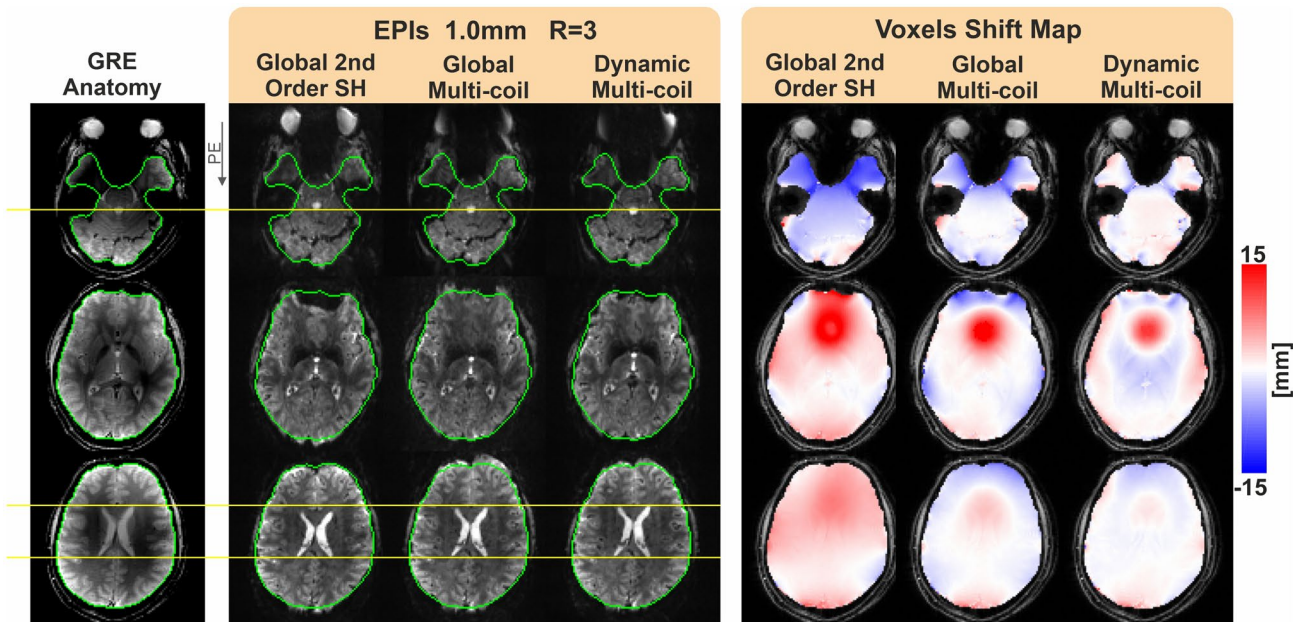 EPIs 1.0mm R=3
Voxels Shift Map
GRE
Anatomy
Global 2nd
Order SH
Global
Multi-coil
Dynamic
Multi-coil
Global 2nd
Order SH
Global
Multi-coil
Dynamic
Multi-coil
PE
15
[mm]
-15